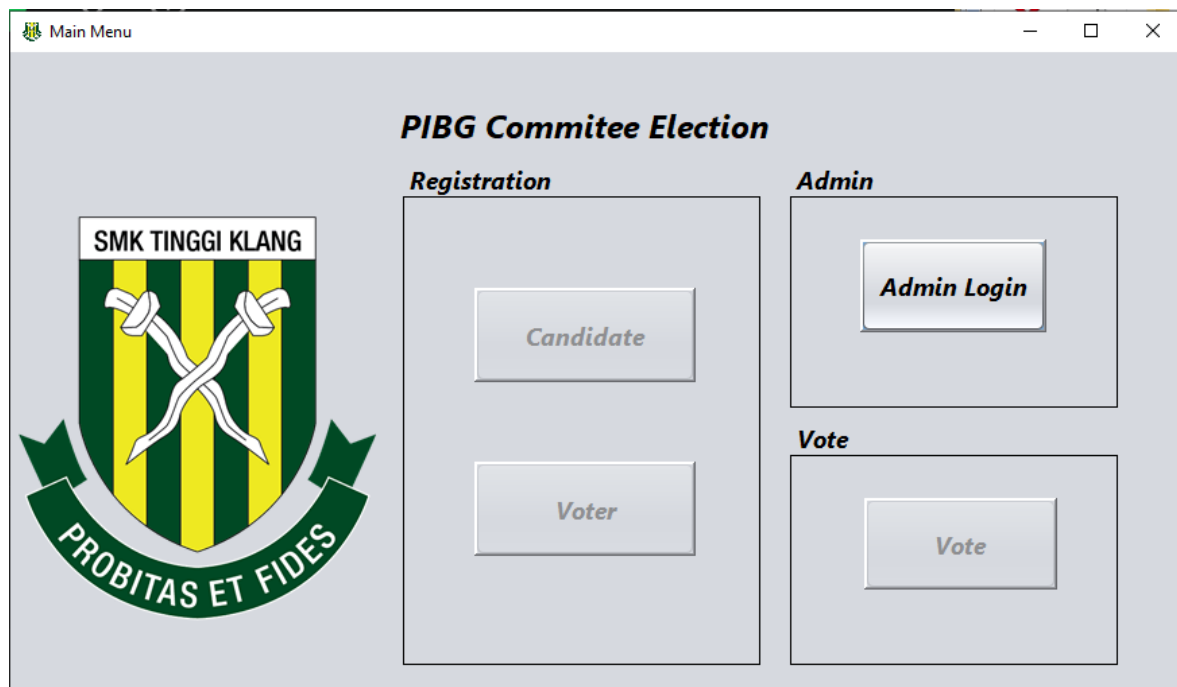 Main Menu
PIBG Commitee Election
Registration
Admin
SMK TINGGI KLANG
Admin Login
Candidate
Vote
Voter
Vote
PROBITAS ET FIDES